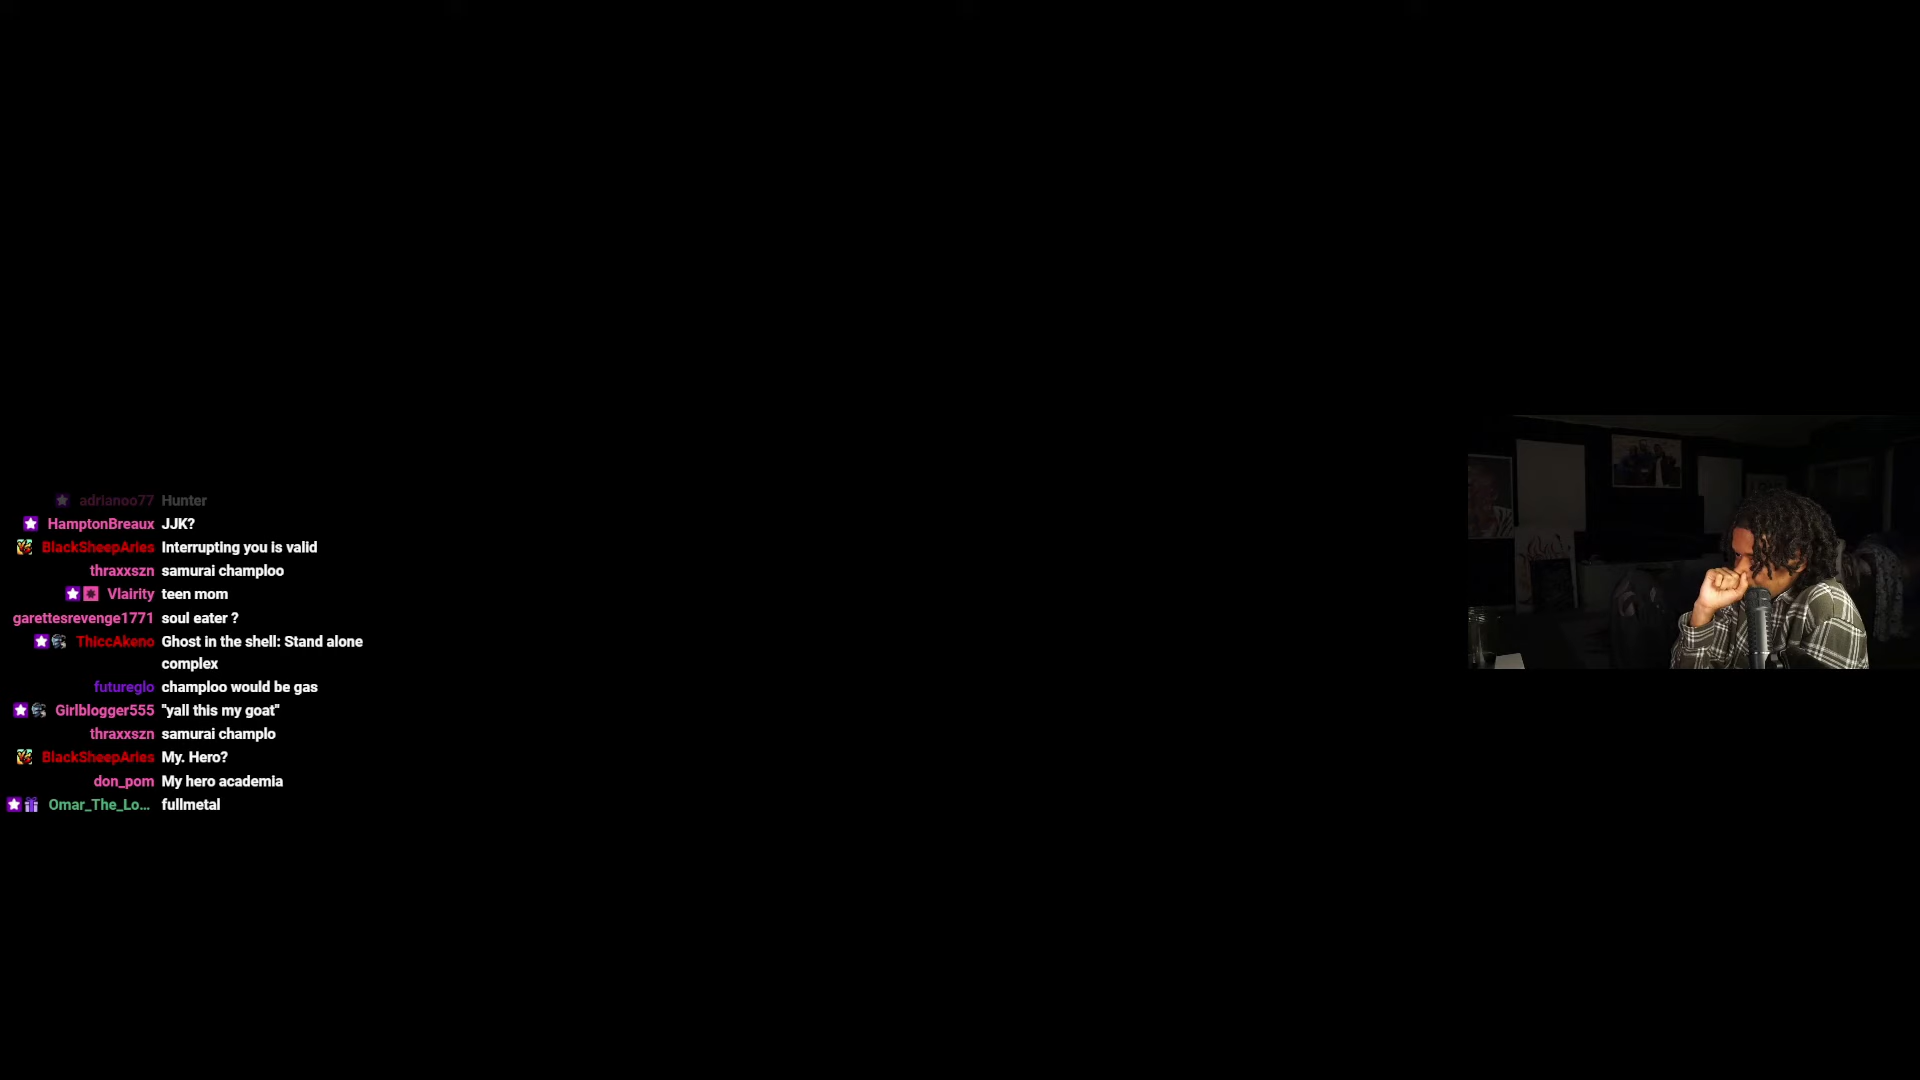 adrianoo77 Hunter
HamptonBreaux JJK?
BlackSheepAries Interrupting you is valid
thraxxszn samurai champloo
Vlairity teen mom
garettesrevenge1771 soul eater ?
ThiccAkeno Ghost in the shell: Stand alone
complex
futureglo champloo would be gas
Girlblogger555 "yall this my goat"
thraxxszn samurai champlo
BlackSheepAries My. Hero?
don_pom My hero academia
Omar_The_Lo... fullmetal